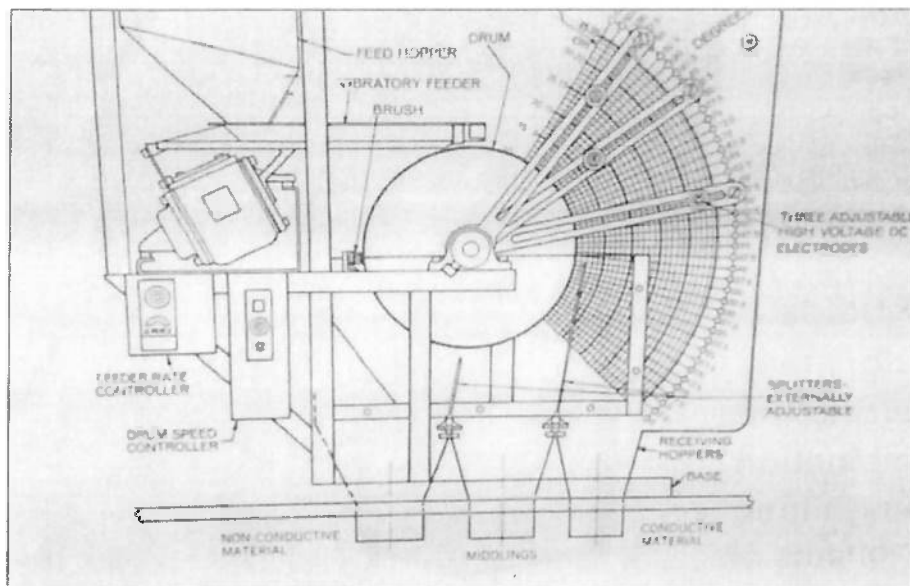 DRUM
DEGREE
FEED HOPPER
VIBRATORY FEEDER
BRUSH
THREE ADJUSTABLE
HIGH VOLTAGE DC
ELECTRODES
FEEDER RATE
CONTROLLER
SPLITTERS-
EXTERNALLY
ADJUSTABLE
DRUM SPEED
CONTROLLER
RECEIVING
HOPPERS
BASE
NON-CONDUCTIVE
MATERIAL
MIDDLINGS
CONDUCTIVE
MATERIAL